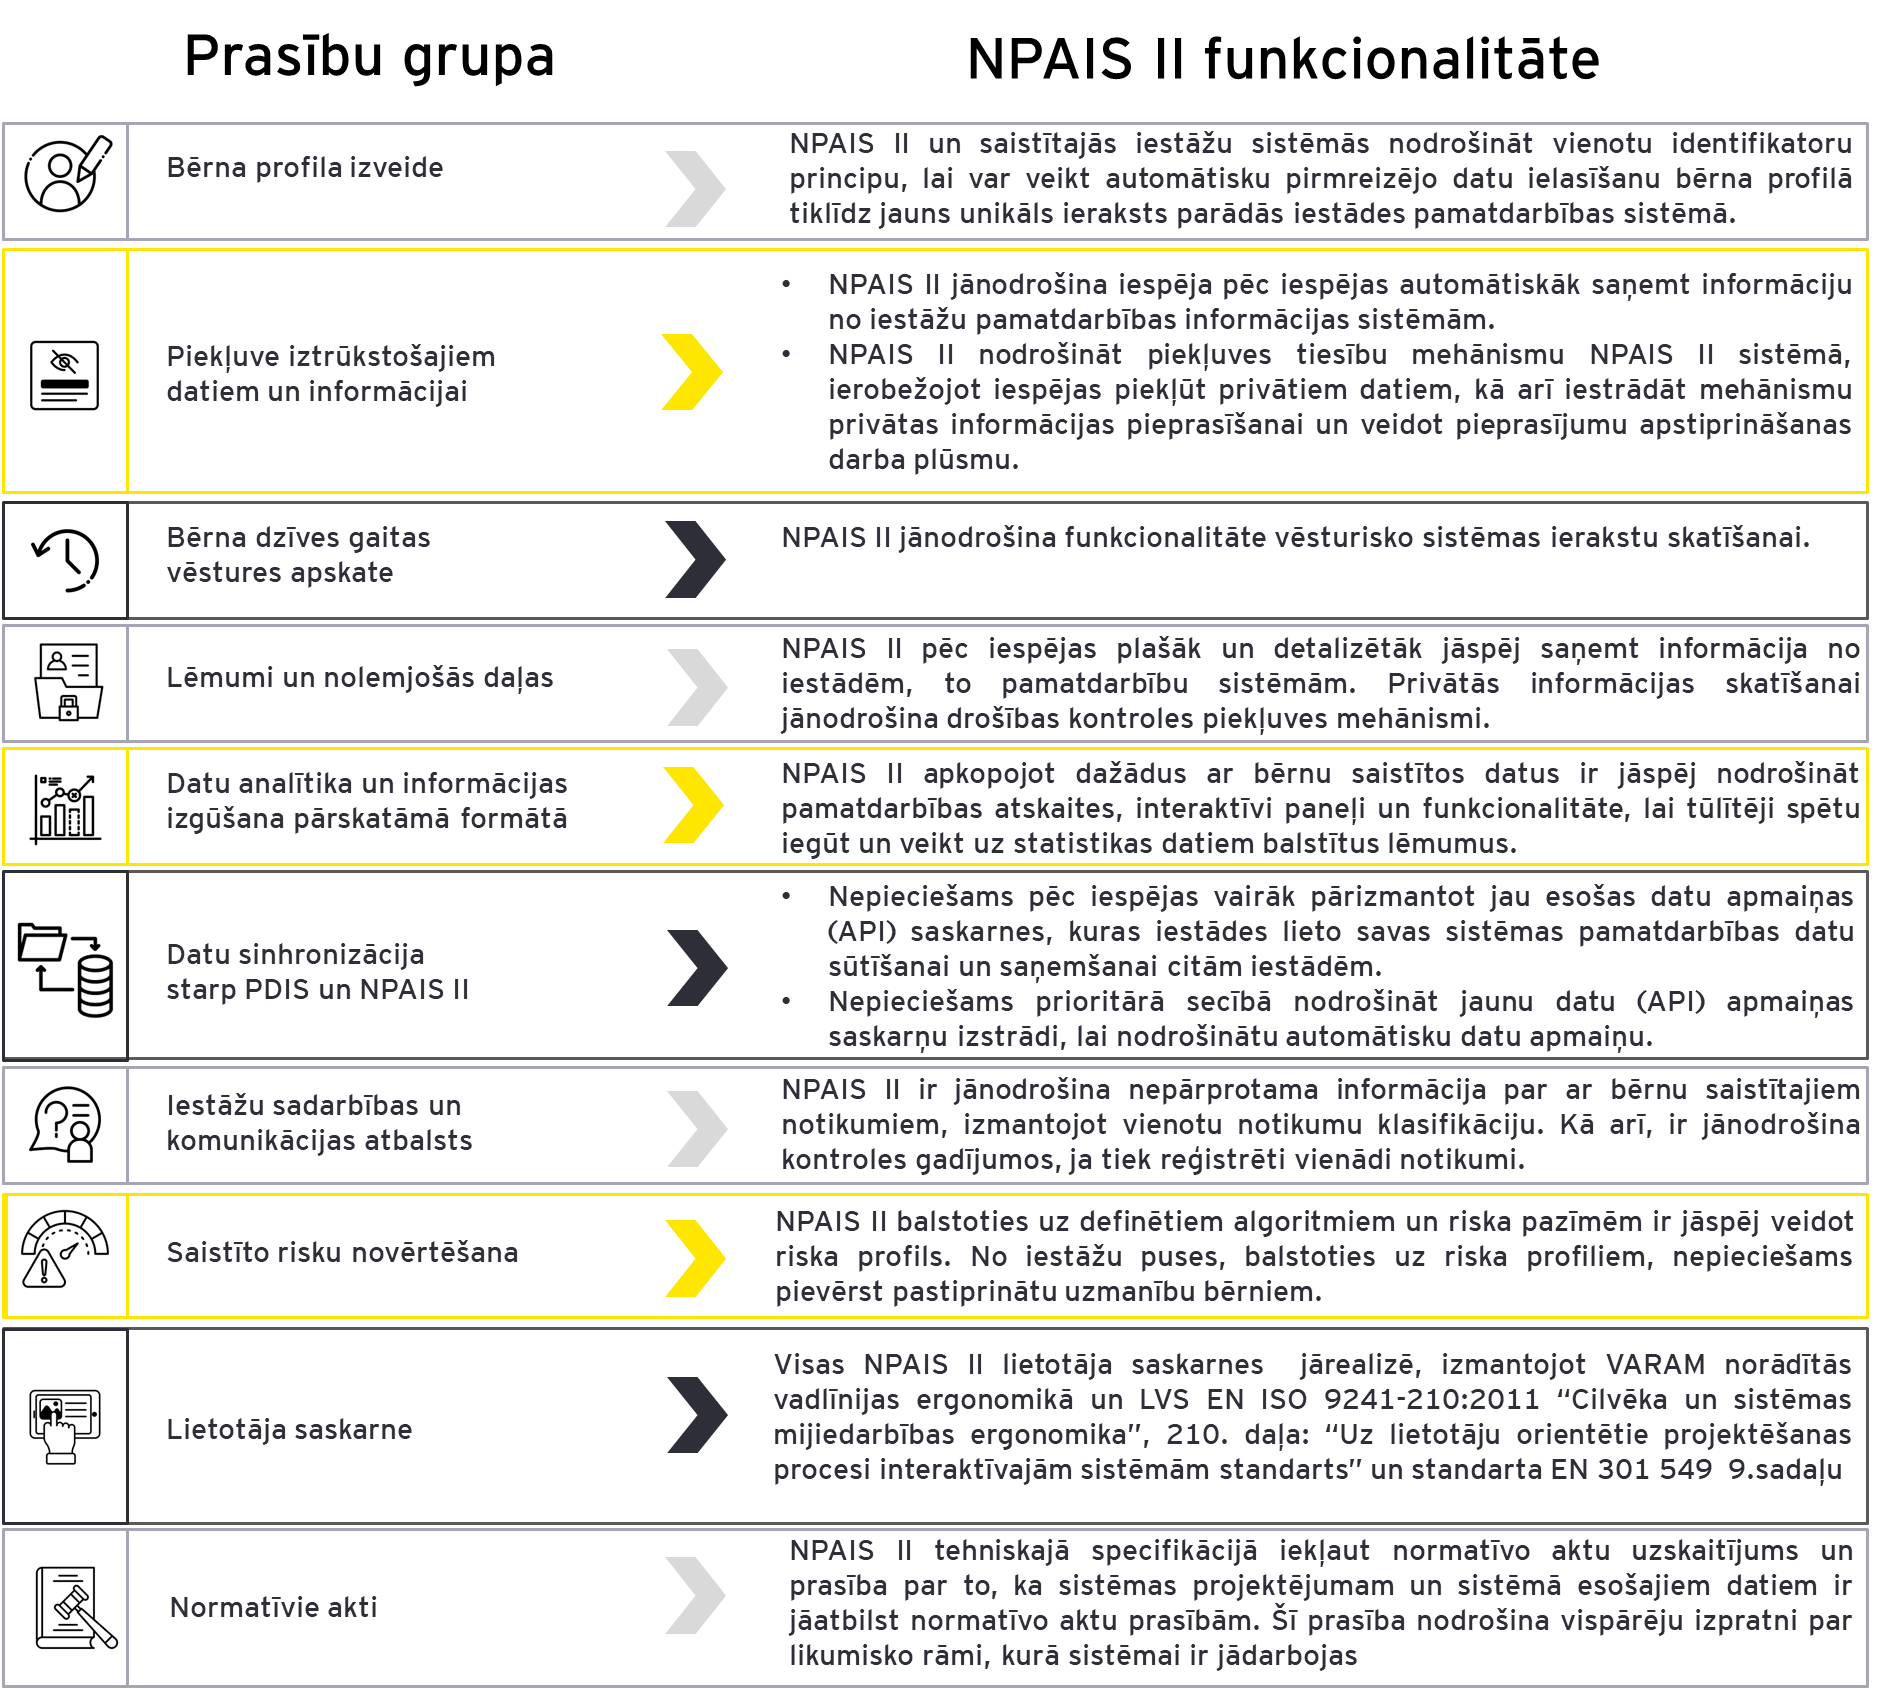 Prasību grupa
NPAIS II funkcionalitāte
Bērna profila izveide
NPAIS II un saistītajās iestāžu sistēmās nodrošināt vienotu identifikatoru
principu, lai var veikt automātisku pirmreizējo datu ielasīšanu bērna profilā
tiklīdz jauns unikāls ieraksts parādās iestādes pamatdarbības sistēmā.
Piekļuve iztrūkstošajiem
datiem un informācijai
• NPAIS II jānodrošina iespēja pēc iespējas automātiskāk saņemt informāciju
no iestāžu pamatdarbības informācijas sistēmām.
• NPAIS II nodrošināt piekļuves tiesību mehānismu NPAIS II sistēmā,
ierobežojot iespējas piekļūt privātiem datiem, kā arī iestrādāt mehānismu
privātas informācijas pieprasīšanai un veidot pieprasījumu apstiprināšanas
darba plūsmu.
Bērna dzīves gaitas
vēstures apskate
NPAIS II jānodrošina funkcionalitāte vēsturisko sistēmas ierakstu skatīšanai.
Lēmumi un nolemjošās daļas
NPAIS II pēc iespējas plašāk un detalizētāk jāspēj saņemt informācija no
iestādēm, to pamatdarbību sistēmām. Privātās informācijas skatīšanai
jānodrošina drošības kontroles piekļuves mehānismi.
Datu analītika un informācijas
izgūšana pārskatāmā formātā
NPAIS II apkopojot dažādus ar bērnu saistītos datus ir jāspēj nodrošināt
pamatdarbības atskaites, interaktīvi paneļi un funkcionalitāte, lai tūlītēji spētu
iegūt un veikt uz statistikas datiem balstītus lēmumus.
Datu sinhronizācija
starp PDIS un NPAIS II
• Nepieciešams pēc iespējas vairāk pārizmantot jau esošas datu apmaiņas
(API) saskarnes, kuras iestādes lieto savas sistēmas pamatdarbības datu
sūtīšanai un saņemšanai citām iestādēm.
• Nepieciešams prioritārā secībā nodrošināt jaunu datu (API) apmaiņas
saskarņu izstrādi, lai nodrošinātu automātisku datu apmaiņu.
Iestāžu sadarbības un
komunikācijas atbalsts
NPAIS II ir jānodrošina nepārprotama informācija par ar bērnu saistītajiem
notikumiem, izmantojot vienotu notikumu klasifikāciju. Kā arī, ir jānodrošina
kontroles gadījumos, ja tiek reģistrēti vienādi notikumi.
Saistīto risku novērtēšana
NPAIS II balstoties uz definētiem algoritmiem un riska pazīmēm ir jāspēj veidot
riska profils. No iestāžu puses, balstoties uz riska profiliem, nepieciešams
pievērst pastiprinātu uzmanību bērniem.
Lietotāja saskarne
Visas NPAIS II lietotāja saskarnes jārealizē, izmantojot VARAM norādītās
vadlīnijas ergonomikā un LVS EN ISO 9241-210:2011 “Cilvēka un sistēmas
mijiedarbības ergonomika”, 210. daļa: “Uz lietotāju orientētie projektēšanas
procesi interaktīvajām sistēmām standarts” un standarta EN 301 549 9.sadaļu
Normatīvie akti
NPAIS II tehniskajā specifikācijā iekļaut normatīvo aktu uzskaitījums un
prasība par to, ka sistēmas projektējumam un sistēmā esošajiem datiem ir
jāatbilst normatīvo aktu prasībām. Šī prasība nodrošina vispārēju izpratni par
likumisko rāmi, kurā sistēmai ir jādarbojas